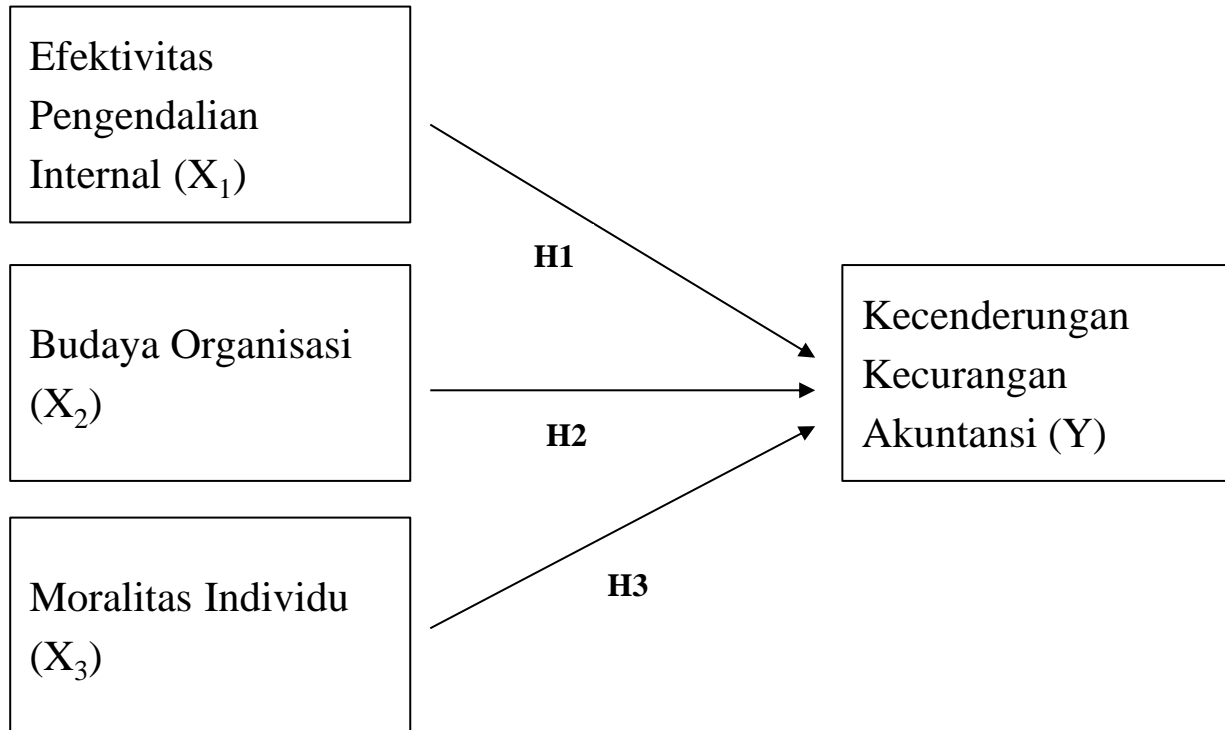 Efektivitas
Pengendalian
Internal (X₁)
H1
Budaya Organisasi
(X₂)
H2
Kecenderungan
Kecurangan
Akuntansi (Y)
Moralitas Individu
(X₃)
H3